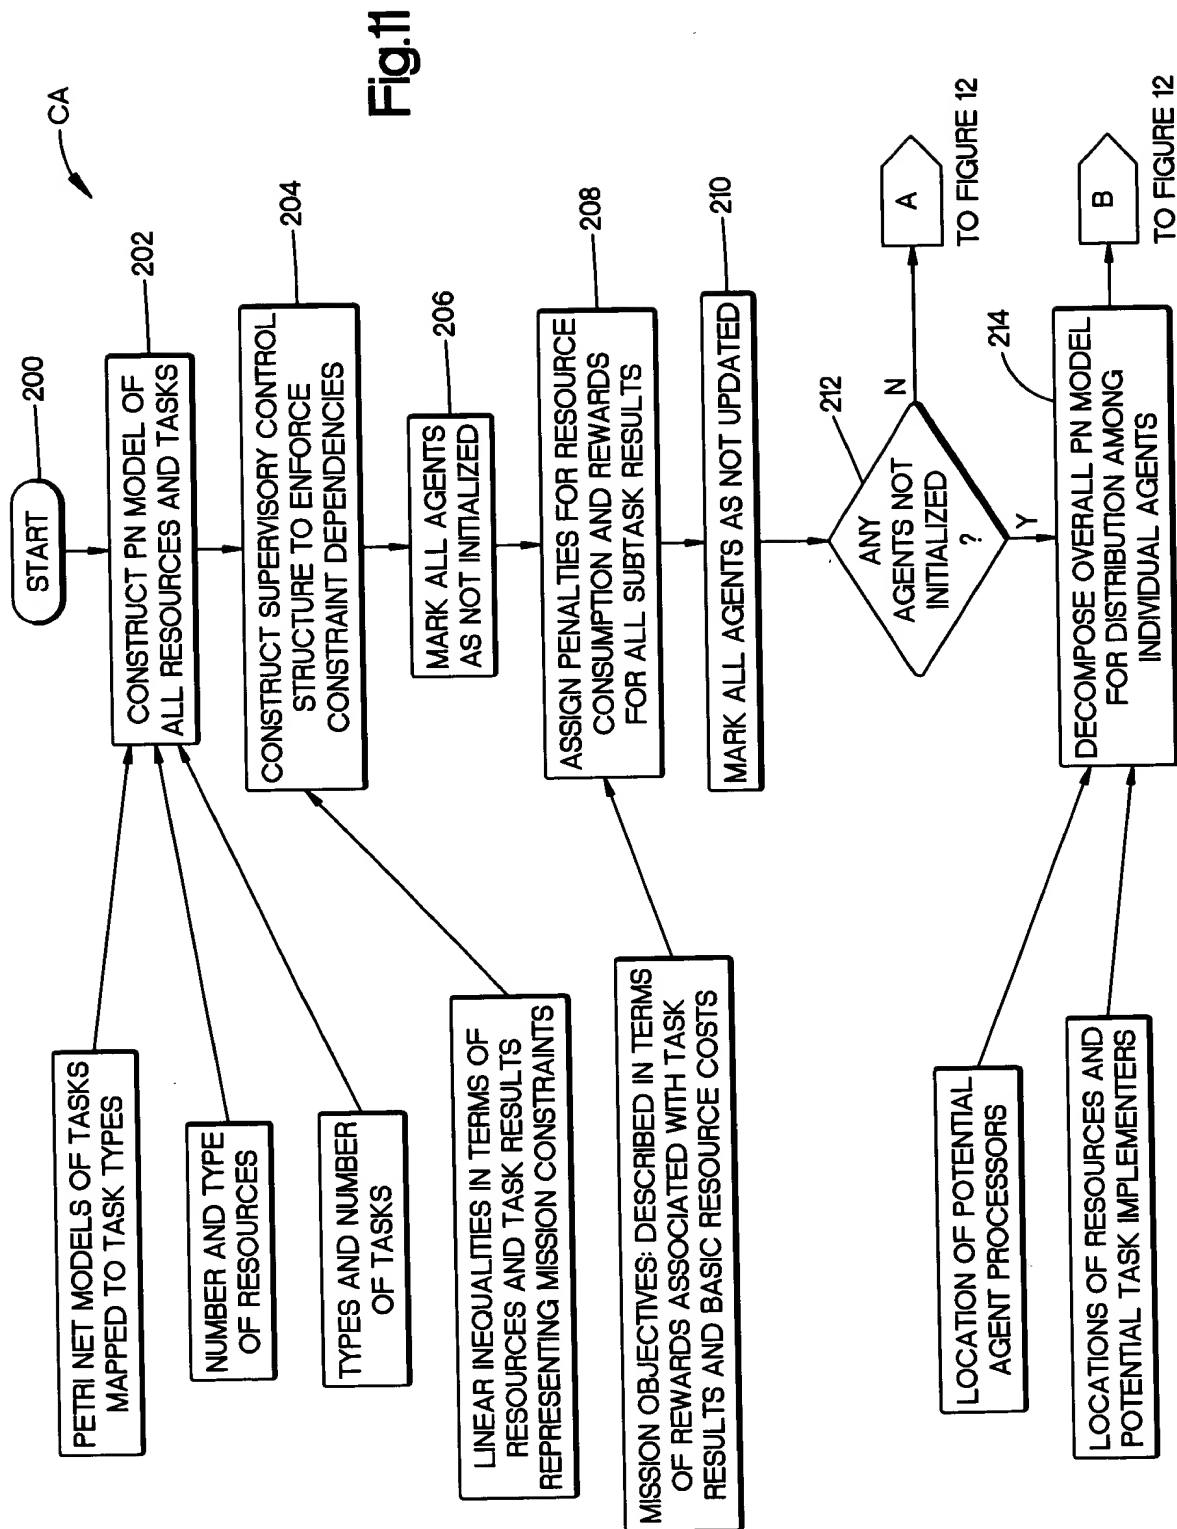 Fig.11
CA
START
200
CONSTRUCT PN MODEL OF
ALL RESOURCES AND TASKS
202
PETRI NET MODELS OF TASKS
MAPPED TO TASK TYPES
NUMBER AND TYPE
OF RESOURCES
TYPES AND NUMBER
OF TASKS
CONSTRUCT SUPERVISORY CONTROL
STRUCTURE TO ENFORCE
CONSTRAINT DEPENDENCIES
204
LINEAR INEQUALITIES IN TERMS OF
RESOURCES AND TASK RESULTS
REPRESENTING MISSION CONSTRAINTS
MARK ALL AGENTS
AS NOT INITIALIZED
206
ASSIGN PENALTIES FOR RESOURCE
CONSUMPTION AND REWARDS
FOR ALL SUBTASK RESULTS
208
MISSION OBJECTIVES: DESCRIBED IN TERMS
OF REWARDS ASSOCIATED WITH TASK
RESULTS AND BASIC RESOURCE COSTS
MARK ALL AGENTS AS NOT UPDATED
210
ANY
AGENTS NOT
INITIALIZED
?
212
N
A
TO FIGURE 12
Y
DECOMPOSE OVERALL PN MODEL
FOR DISTRIBUTION AMONG
INDIVIDUAL AGENTS
214
B
TO FIGURE 12
LOCATION OF POTENTIAL
AGENT PROCESSORS
LOCATIONS OF RESOURCES AND
POTENTIAL TASK IMPLEMENTERS